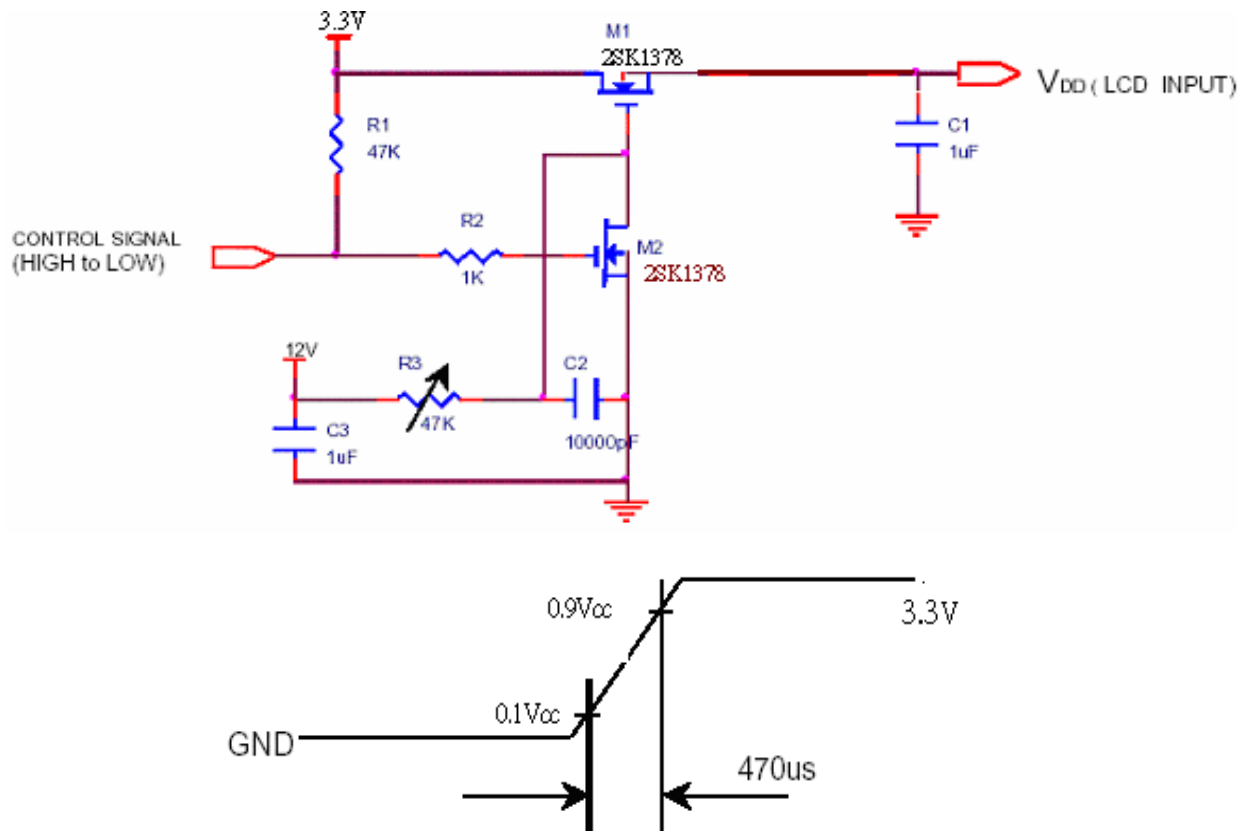 3.3V
M1
2SK1378
VDD ( LCD INPUT)
R1
47K
C1
1uF
CONTROL SIGNAL
(HIGH to LOW)
R2
1K
M2
2SK1378
12V
R3
47K
C2
10000pF
C3
1uF
0.9Vcc
3.3V
0.1Vcc
GND
470us